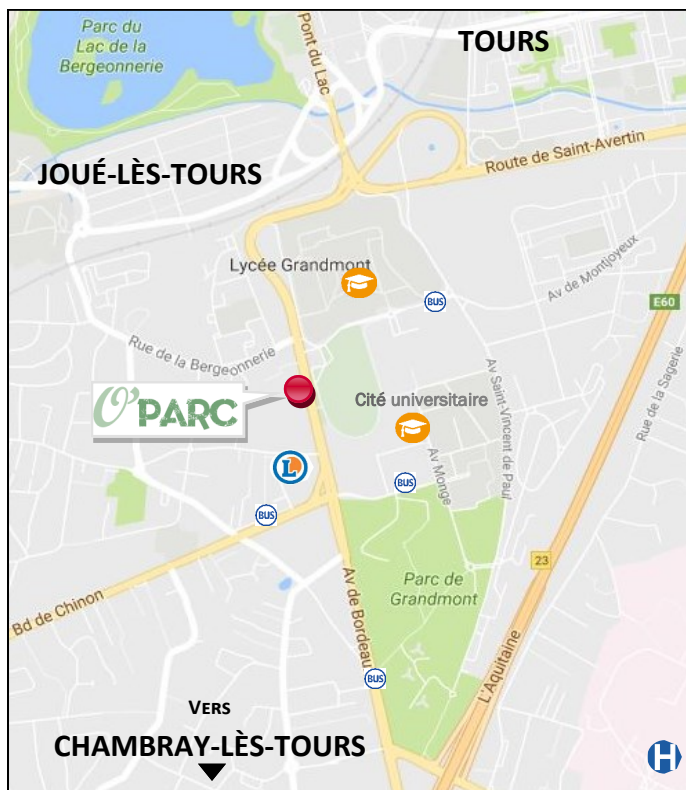 Parc du
Lac de la
Bergeonnerie
Pont du Lac
TOURS
JOUÉ-LÈS-TOURS
Route de Saint-Avertin
Lycée Grandmont
BUS
Av de Montjoyeux
E60
Rue de la Bergeonnerie
O'PARC
Cité universitaire
Av Saint-Vincent de Paul
Rue de la Sagerie
L
BUS
Av Monge
BUS
23
Bd de Chinon
Av de Bordeau
Parc de
Grandmont
L'Aquitaine
BUS
VERS
CHAMBRAY-LÈS-TOURS
H